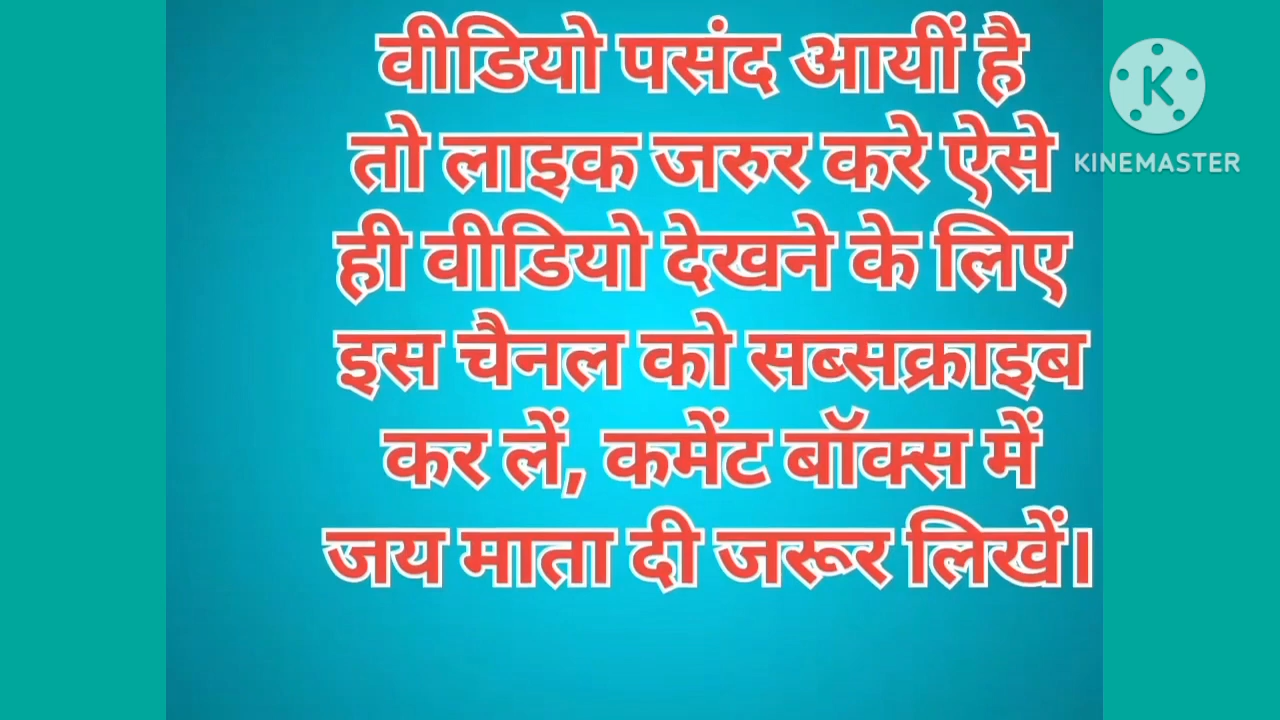 वीडियो पसंद आयीं है
तो लाइक जरुर करे ऐसे
ही वीडियो देखने के लिए
इस चैनल को सब्सक्राइब
कर लें, कमेंट बॉक्स में
जय माता दी जरूर लिखें।
K
KINEMASTER